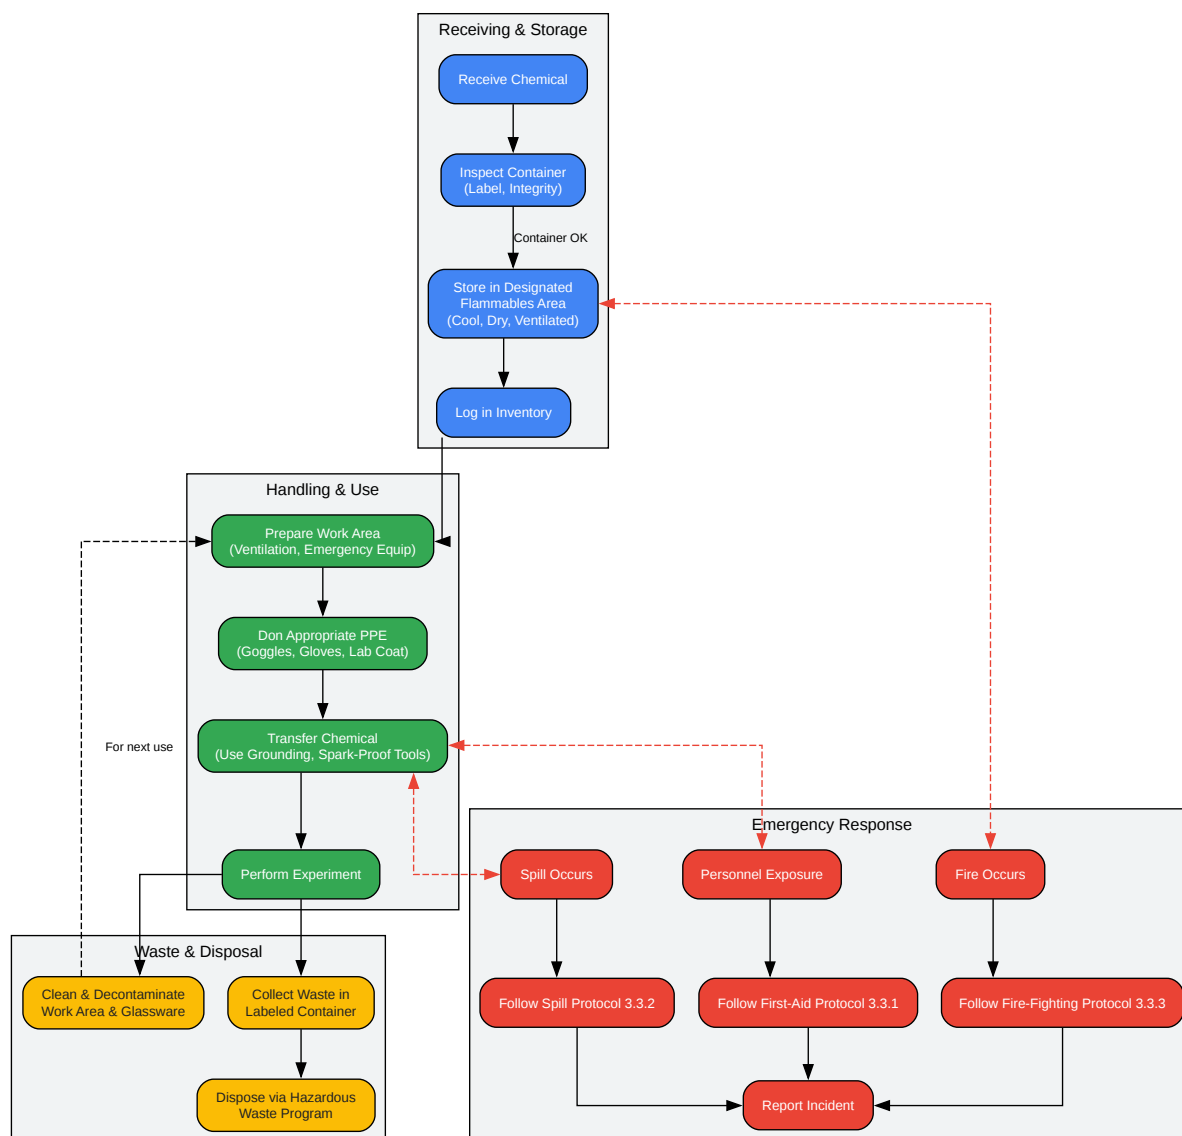 Receiving & Storage
Receive Chemical
Inspect Container
(Label, Integrity)
Container OK
Store in Designated
Flammables Area
(Cool, Dry, Ventilated)
Log in Inventory
Handling & Use
Prepare Work Area
(Ventilation, Emergency Equip)
Don Appropriate PPE
(Goggles, Gloves, Lab Coat)
Transfer Chemical
(Use Grounding, Spark-Proof Tools)
For next use
Perform Experiment
Waste & Disposal
Clean & Decontaminate
Work Area & Glassware
Collect Waste in
Labeled Container
Dispose via Hazardous
Waste Program
Emergency Response
Spill Occurs
Personnel Exposure
Fire Occurs
Follow Spill Protocol 3.3.2
Follow First-Aid Protocol 3.3.1
Follow Fire-Fighting Protocol 3.3.3
Report Incident